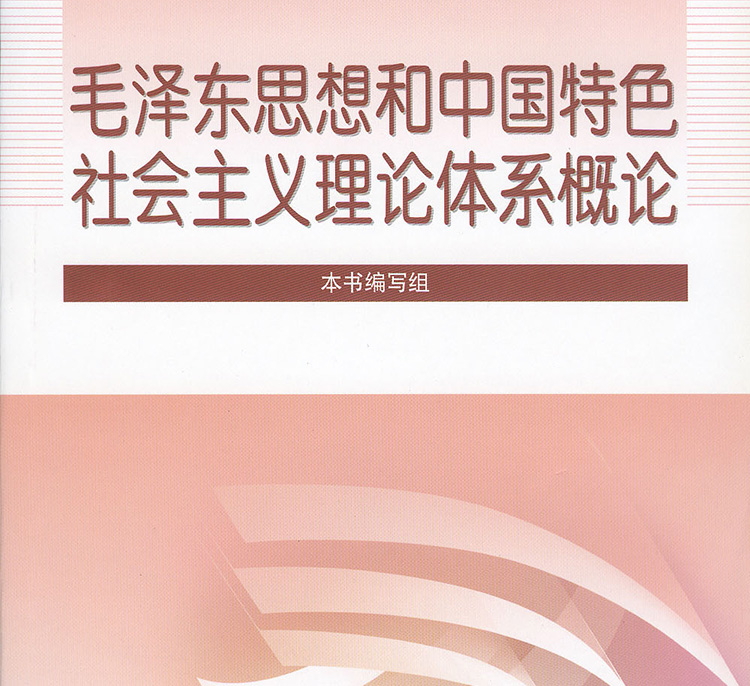 毛泽东思想和中国特色
社会主义理论体系概论
本书编写组